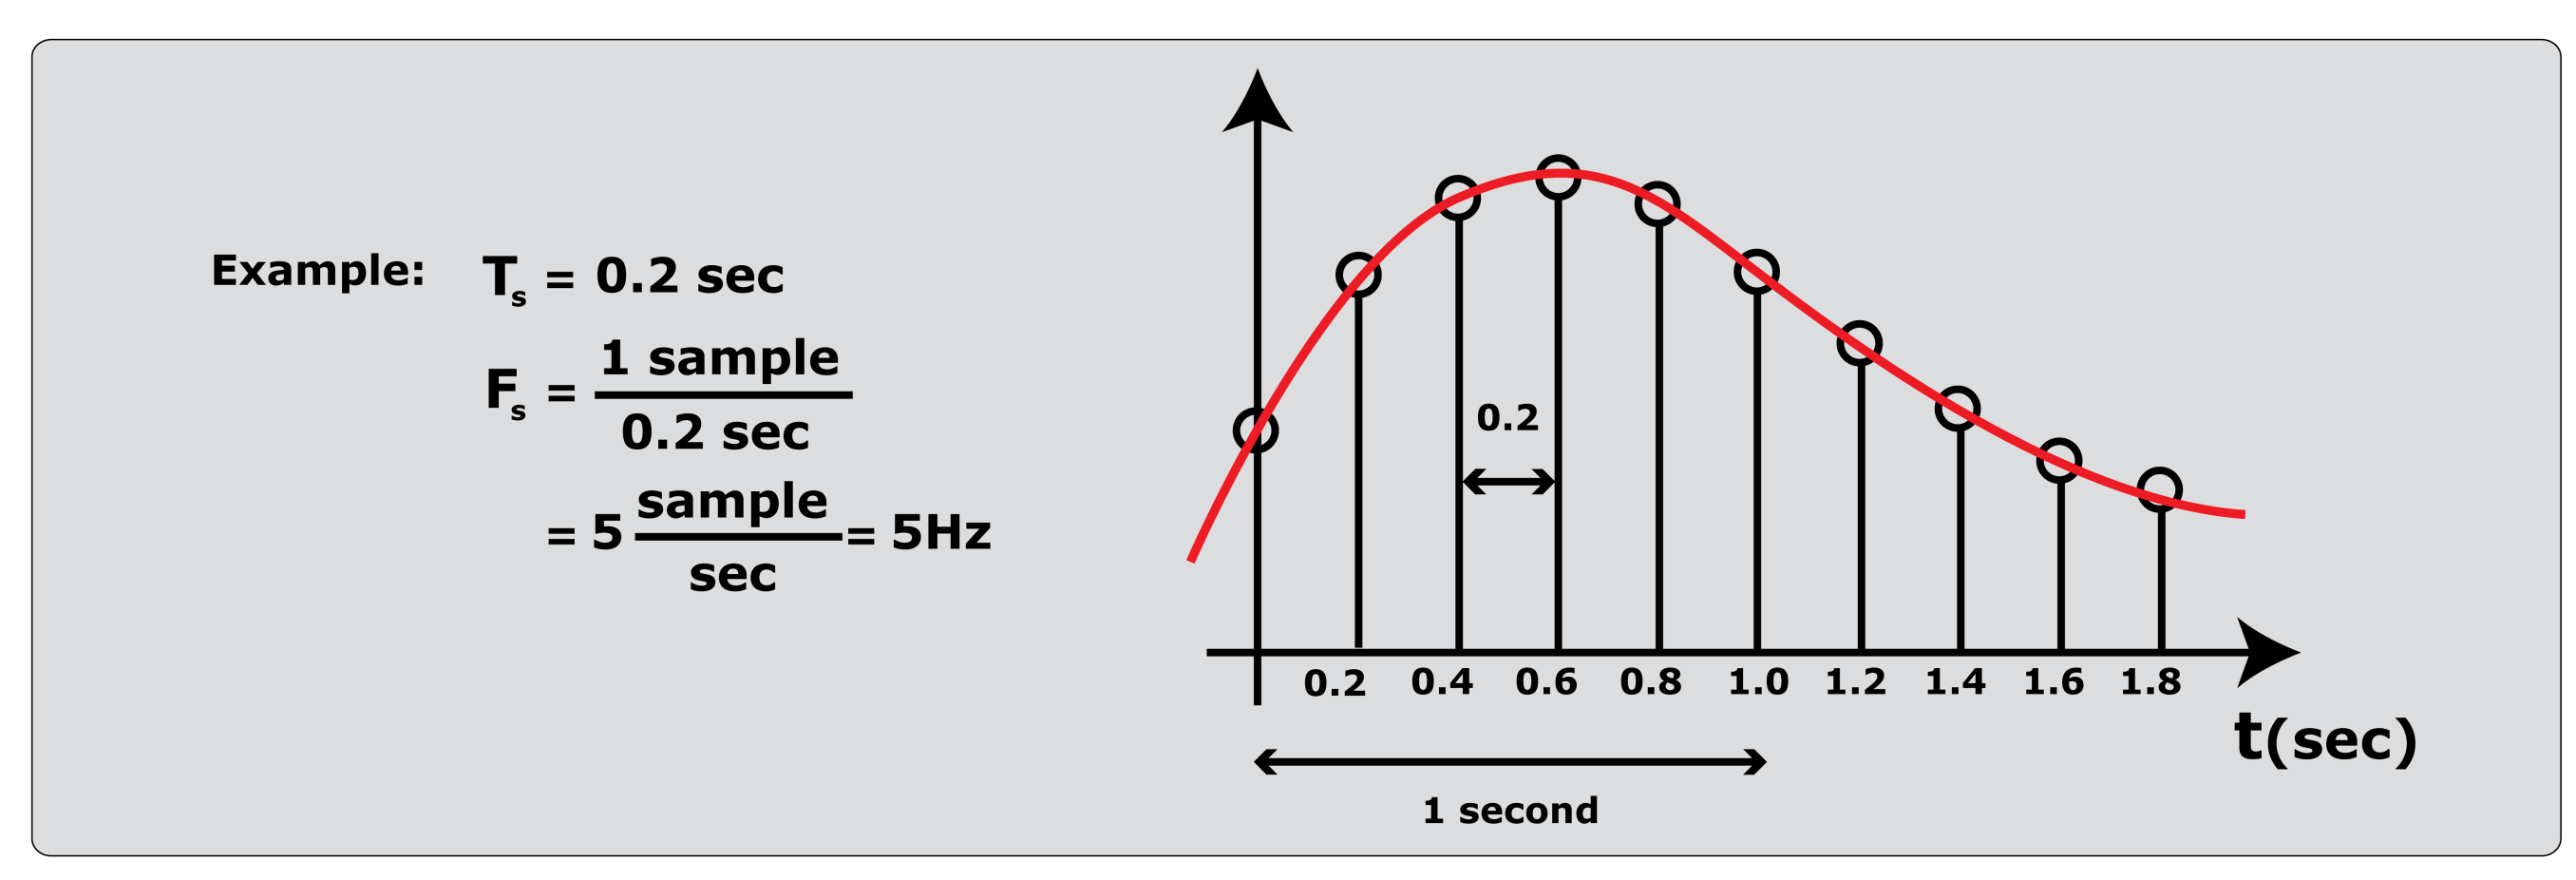 Example: Ts = 0.2 sec
Fs = 1 sample
0.2 sec
= 5 sample = 5Hz
sec
0.2
0.2 0.4 0.6 0.8 1.0 1.2 1.4 1.6 1.8
t(sec)
1 second